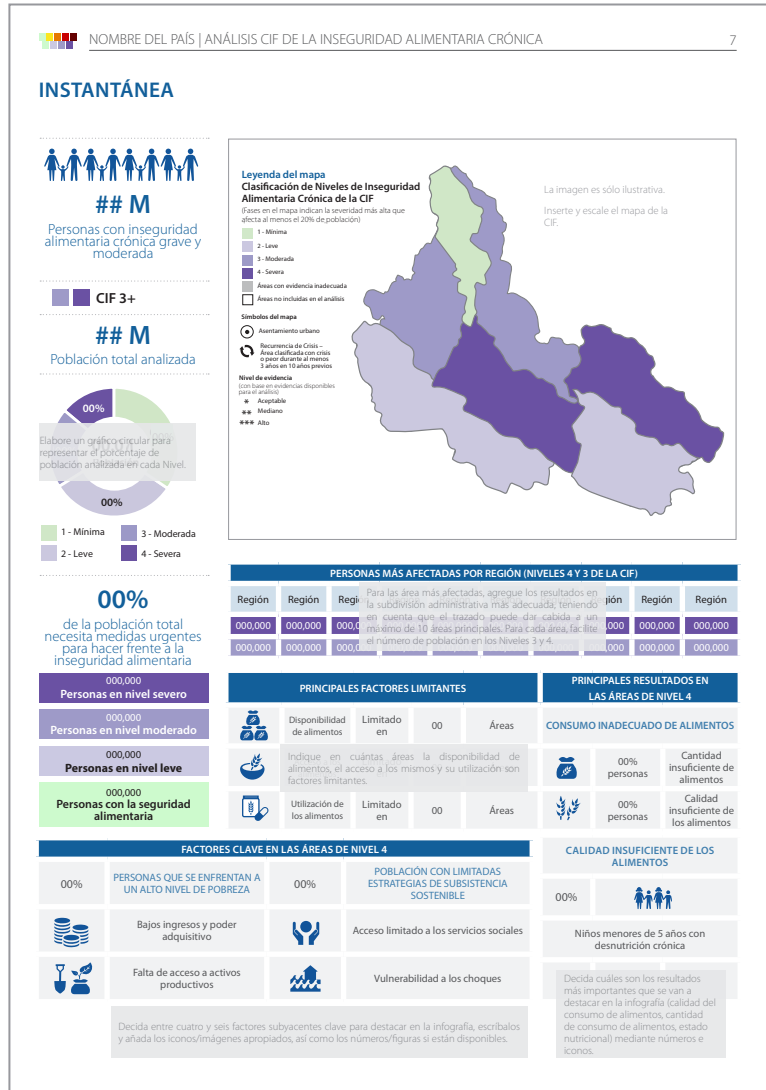 NOMBRE DEL PAÍS | ANÁLISIS CIF DE LA INSEGURIDAD ALIMENTARIA CRÓNICA
7
INSTANTÁNEA
## M
Personas con inseguridad
alimentaria crónica grave y
moderada
CIF 3+
## M
Población total analizada
00%
Elabore un gráfico circular para
representar el porcentaje de
población analizada en cada Nivel.
00%
1 - Mínima
3 - Moderada
2 - Leve
4 - Severa
00%
de la población total
necesita medidas urgentes
para hacer frente a la
inseguridad alimentaria
000,000
Personas en nivel severo
000,000
Personas en nivel moderado
000,000
Personas en nivel leve
000,000
Personas con la seguridad
alimentaria
Leyenda del mapa
Clasificación de Niveles de Inseguridad
Alimentaria Crónica de la CIF
(Fases en el mapa indican la severidad más alta que
afecta al menos el 20% de población)
1 - Mínima
2 - Leve
3 - Moderada
4 - Severa
Áreas con evidencia inadecuada
Áreas no incluidas en el análisis
Símbolos del mapa
Asentamiento urbano
Recurrencia de Crisis –
Área clasificada con crisis
o peor durante al menos
3 años en 10 años previos
Nivel de evidencia
(con base en evidencias disponibles
para el análisis)
* Aceptable
** Mediano
*** Alto
La imagen es sólo ilustrativa.
Inserte y escale el mapa de la
CIF.
PERSONAS MÁS AFECTADAS POR REGIÓN (NIVELES 4 Y 3 DE LA CIF)
Región Región Región Región
000,000 000,000 000,000 000,000
000,000 000,000 000,000 000,000
Para las área más afectadas, agregue los resultados en
la subdivisión administrativa más adecuada, teniendo
en cuenta que el trazado puede dar cabida a un
máximo de 10 áreas principales. Para cada área, facilite
el número de población en los Niveles 3 y 4.
PRINCIPALES FACTORES LIMITANTES
Disponibilidad
de alimentos
Limitado
en
00
Áreas
Indique en cuántas áreas la disponibilidad de
alimentos, el acceso a los mismos y su utilización son
factores limitantes.
Utilización de
los alimentos
Limitado
en
00
Áreas
PRINCIPALES RESULTADOS EN
LAS ÁREAS DE NIVEL 4
CONSUMO INADECUADO DE ALIMENTOS
00%
personas
Cantidad
insuficiente de
alimentos
00%
personas
Calidad
insuficiente de
los alimentos
FACTORES CLAVE EN LAS ÁREAS DE NIVEL 4
00%
PERSONAS QUE SE ENFRENTAN A
UN ALTO NIVEL DE POBREZA
00%
POBLACIÓN CON LIMITADAS
ESTRATEGIAS DE SUBSISTENCIA
SOSTENIBLE
Bajos ingresos y poder
adquisitivo
Acceso limitado a los servicios sociales
Falta de acceso a activos
productivos
Vulnerabilidad a los choques
Decida entre cuatro y seis factores subyacentes clave para destacar en la infografía, escríbalos
y añada los iconos/imágenes apropiados, así como los números/figuras si están disponibles.
CALIDAD INSUFICIENTE DE LOS
ALIMENTOS
00%
Niños menores de 5 años con
desnutrición crónica
Decida cuáles son los resultados
más importantes que se van a
destacar en la infografía (calidad del
consumo de alimentos, cantidad
de consumo de alimentos, estado
nutricional) mediante números e
iconos.